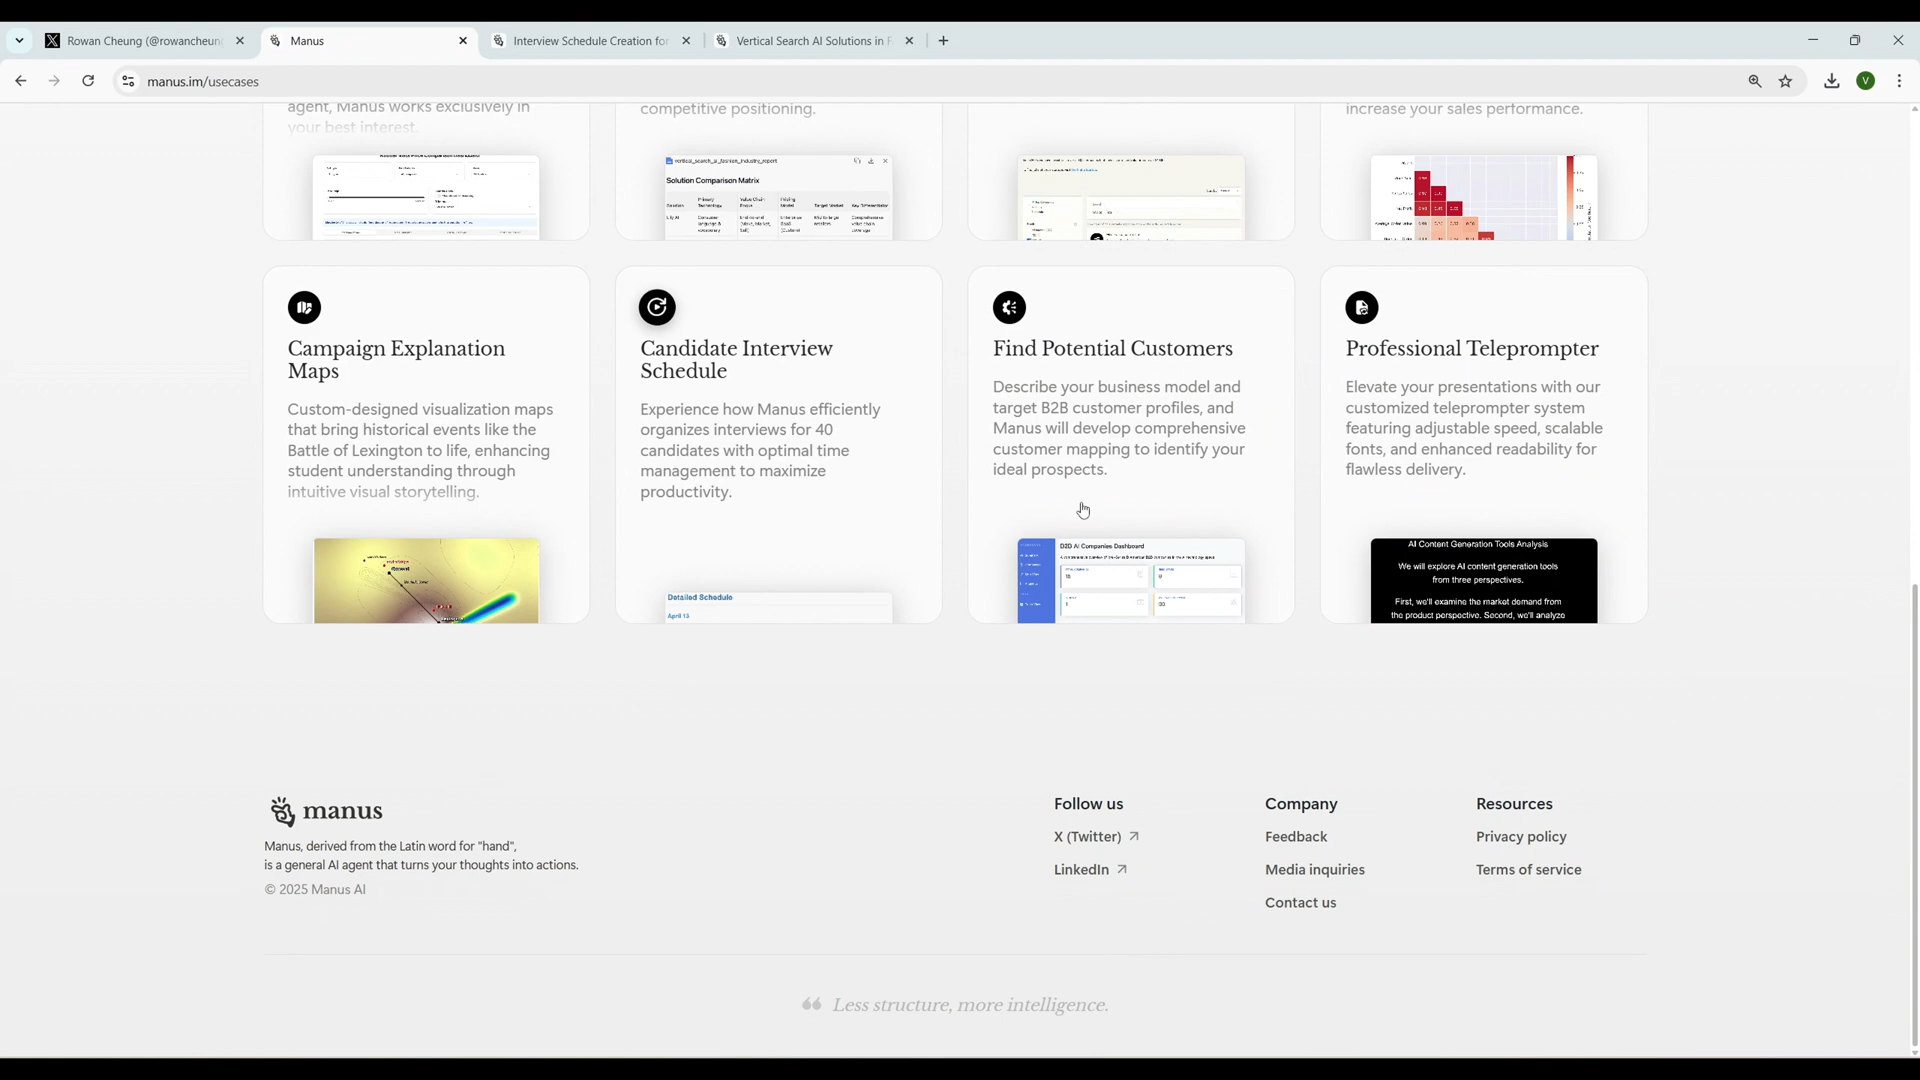 Rowan Cheung (@rowancheun
Manus
Interview Schedule Creation for
Vertical Search AI Solutions in F
manus.im/usecases
V
agent, Manus works exclusively in
your best interest.
competitive positioning.
increase your sales performance.
vertical_search_ai_fashion_industry_report
Solution Comparison Matrix
Campaign Explanation
Maps
Custom-designed visualization maps
that bring historical events like the
Battle of Lexington to life, enhancing
student understanding through
intuitive visual storytelling.
Candidate Interview
Schedule
Experience how Manus efficiently
organizes interviews for 40
candidates with optimal time
management to maximize
productivity.
Detailed Schedule
April 13
Find Potential Customers
Describe your business model and
target B2B customer profiles, and
Manus will develop comprehensive
customer mapping to identify your
ideal prospects.
AI Companies Dashboard
Professional Teleprompter
Elevate your presentations with our
customized teleprompter system
featuring adjustable speed, scalable
fonts, and enhanced readability for
flawless delivery.
AI Content Generation Tools Analysis
We will explore AI content generation tools
from three perspectives.
First, we'll examine the market demand from
the product perspective. Second, we'll analyze
manus
Manus, derived from the Latin word for "hand",
is a general AI agent that turns your thoughts into actions.
© 2025 Manus AI
Follow us
X (Twitter)
LinkedIn
Company
Feedback
Media inquiries
Contact us
Resources
Privacy policy
Terms of service
“ Less structure, more intelligence.